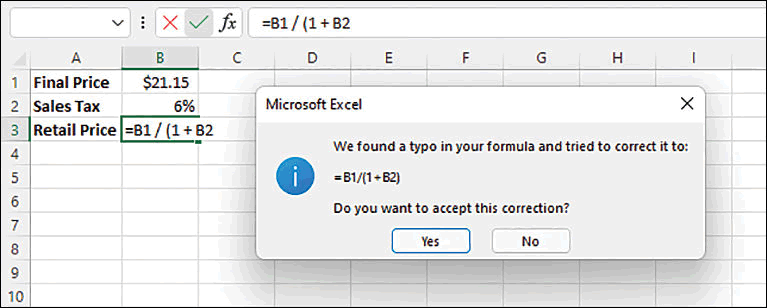 fx =B1 / (1 + B2
A B C D E F G H I
1 Final Price $21.15
2 Sales Tax 6%
3 Retail Price =B1 / (1 + B2
4
5
6
7
8
9
10
Microsoft Excel
We found a typo in your formula and tried to correct it to:
=B1/(1+B2)
Do you want to accept this correction?
Yes No